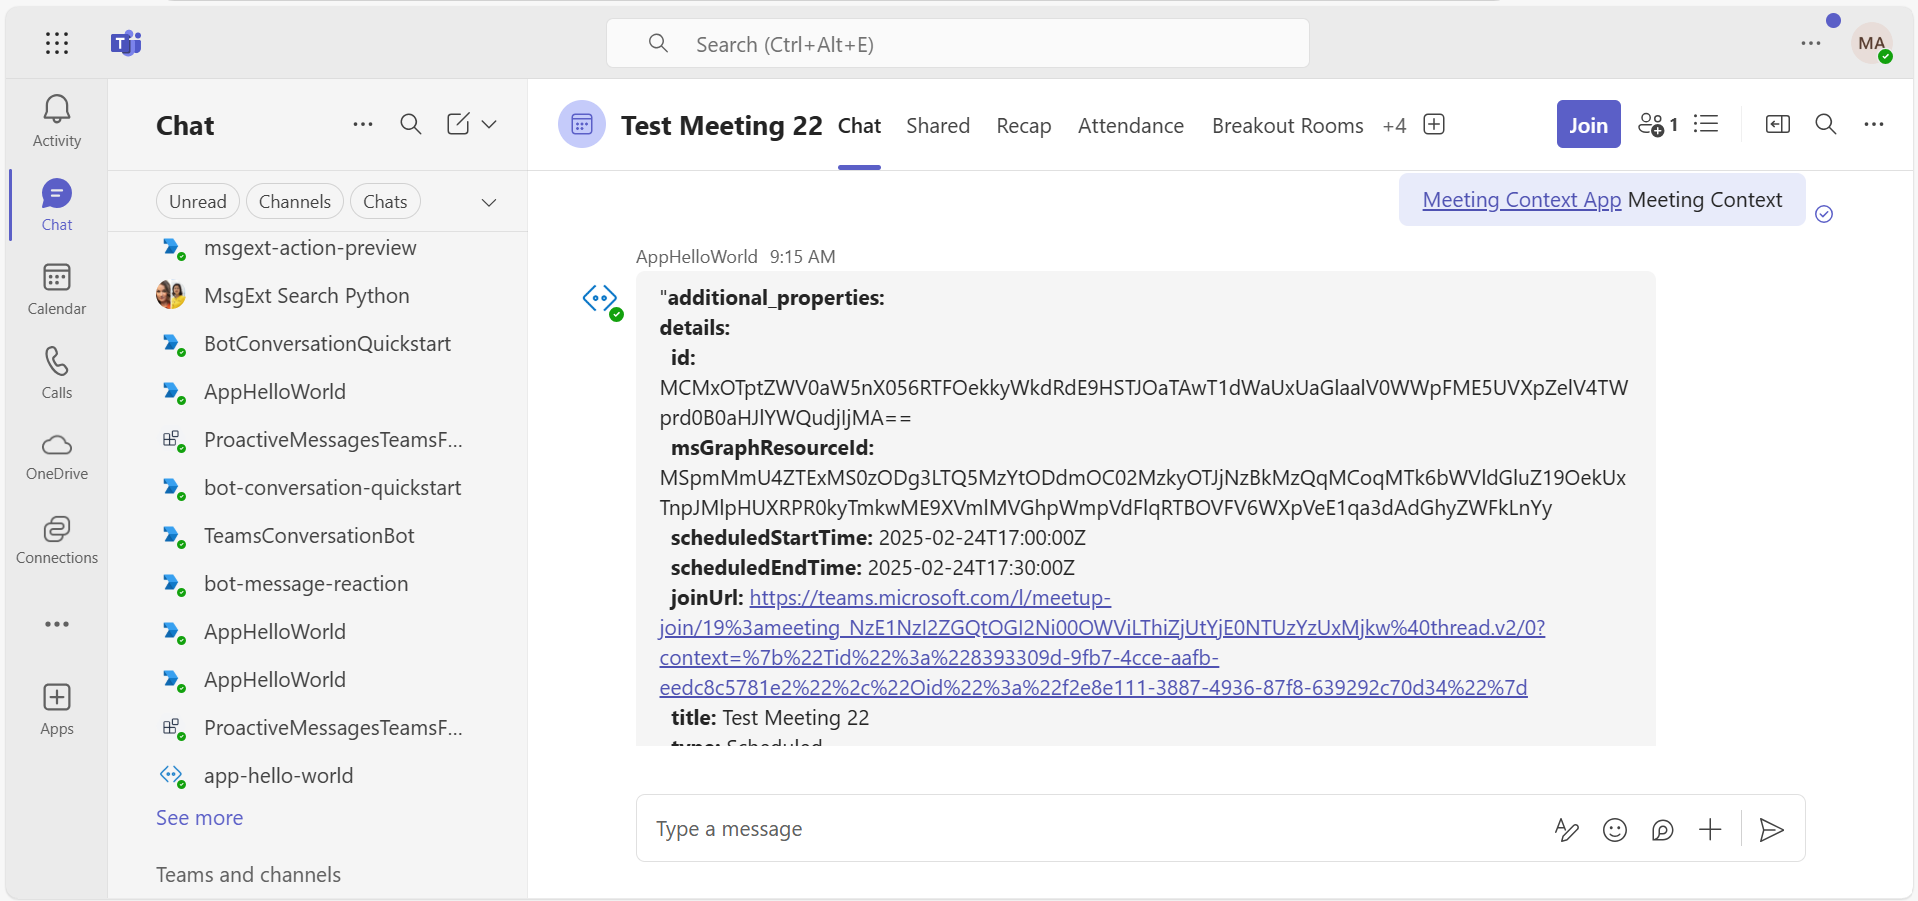 Search (Ctrl+Alt+E)
MA
Activity
Chat
Calendar
Calls
OneDrive
Connections
Apps
Chat
Unread
Channels
Chats
msgext-action-preview
MsgExt Search Python
BotConversationQuickstart
AppHelloWorld
ProactiveMessagesTeamsF...
bot-conversation-quickstart
TeamsConversationBot
bot-message-reaction
AppHelloWorld
AppHelloWorld
ProactiveMessagesTeamsF...
app-hello-world
See more
Teams and channels
Test Meeting 22 Chat Shared Recap Attendance Breakout Rooms +4
Join
1
Meeting Context App Meeting Context
AppHelloWorld 9:15 AM
"additional_properties:
details:
id:
MCMxOTptZWV0aW5nX056RTFOekkyWkdRdE9HSTJOaTAwT1dWaUxUaGlaalV0WWpFME5UVXpZelV4TW
prd0B0aHJlYWQudjIjMA==
msGraphResourceId:
MSpmMmU4ZTExMS0zODg3LTQ5MzYtODdmOC02MzkyOTJjNzBkMzQqMCoqMTk6bWVldGluZ19OekUx
TnpJMlpHUXRPR0kyTmkwME9XVmlMVGhpWmpVdFlqRTBOVFV6WXpVeE1qa3dAdGhyZWFkLnYy
scheduledStartTime: 2025-02-24T17:00:00Z
scheduledEndTime: 2025-02-24T17:30:00Z
joinUrl: https://teams.microsoft.com/l/meetup-
join/19%3ameeting_NzE1NzI2ZGQtOGI2Ni00OWViLThiZjUtYjE0NTUzYzUxMjkw%40thread.v2/0?
context=%7b%22Tid%22%3a%228393309d-9fb7-4cce-aafb-
eedc8c5781e2%22%2c%22Oid%22%3a%22f2e8e111-3887-4936-87f8-639292c70d34%22%7d
title: Test Meeting 22
type: Scheduled
Type a message